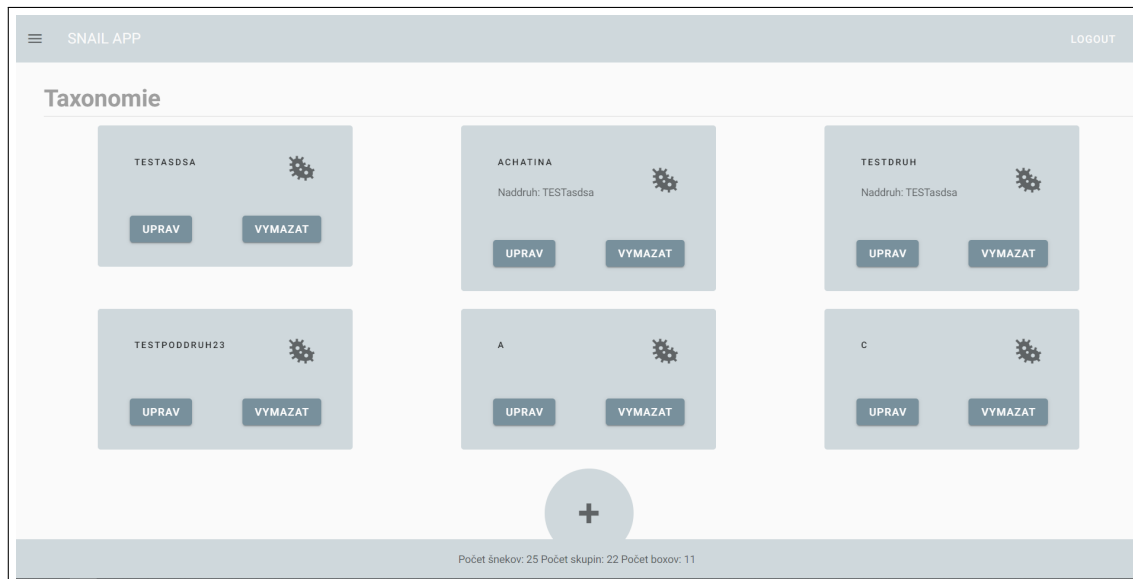 SNAIL APP
LOGOUT
Taxonomie
TESTASDSA
UPRAV
VYMAZAT
ACHATINA
Naddruh: TESTasdsa
UPRAV
VYMAZAT
TESTDRUH
Naddruh: TESTasdsa
UPRAV
VYMAZAT
TESTPODDRUH23
UPRAV
VYMAZAT
A
UPRAV
VYMAZAT
C
UPRAV
VYMAZAT
+
Počet šnekov: 25 Počet skupin: 22 Počet boxov: 11